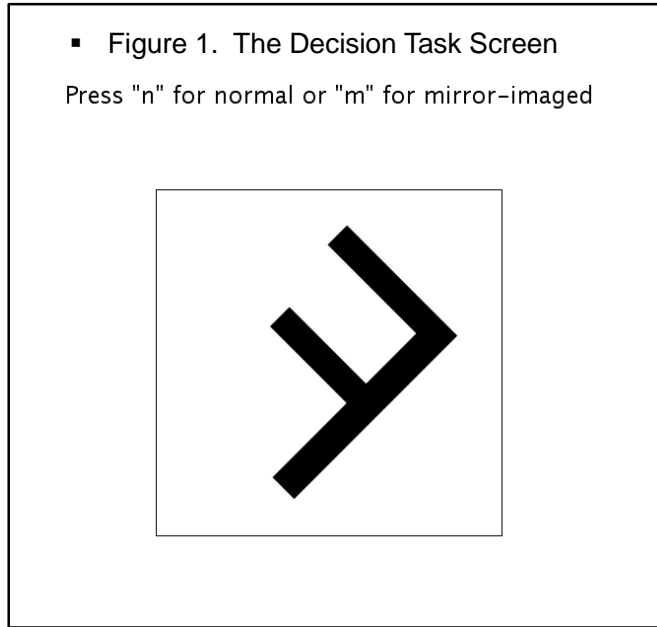 ▪ Figure 1. The Decision Task Screen
Press "n" for normal or "m" for mirror-imaged